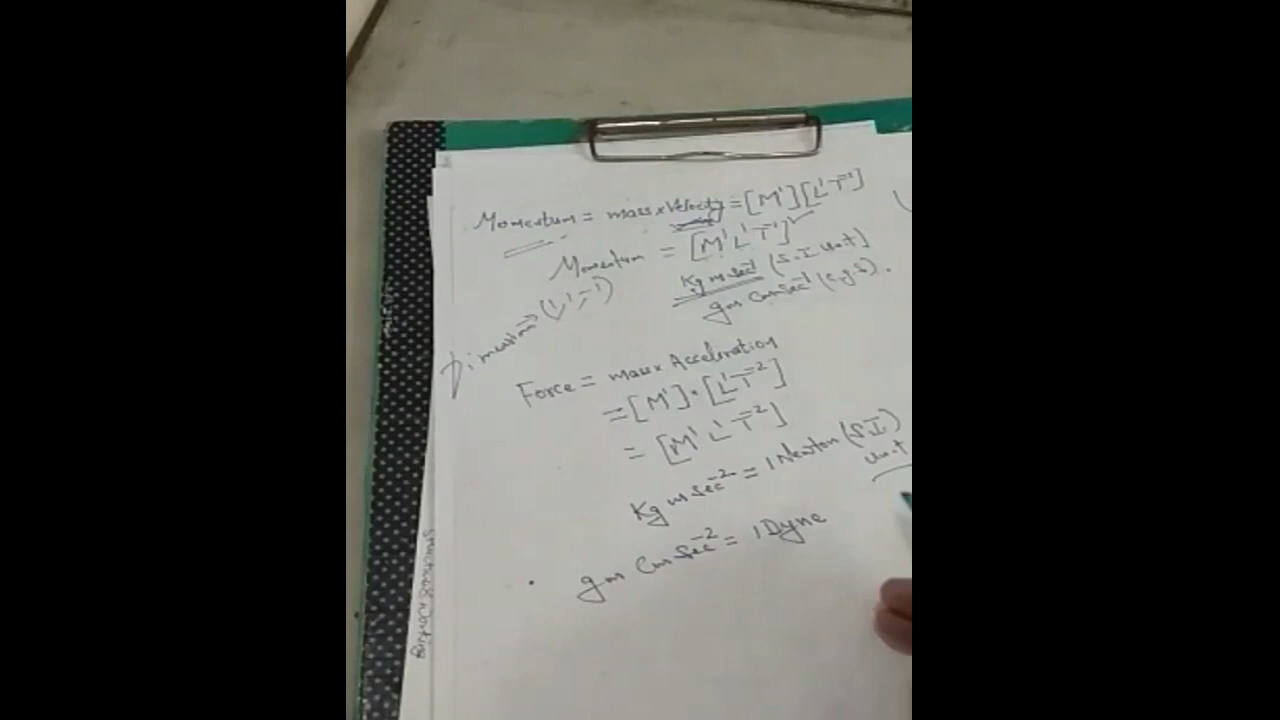 Momentum = mass x Velocity = [M¹][L¹T⁻¹]
Momentum = [M¹L¹T⁻¹] ✓
Kg m Sec⁻¹ (S.I Unit)
gm Cm Sec⁻¹ (C.g.S).
Dimension → (1,1,-1)
Force = mass x Acceleration
= [M¹] • [L¹T⁻²]
= [M¹ L¹ T⁻²]
Kg m Sec⁻² = 1 Newton (S.I)
Unit
gm Cm Sec⁻² = 1 Dyne